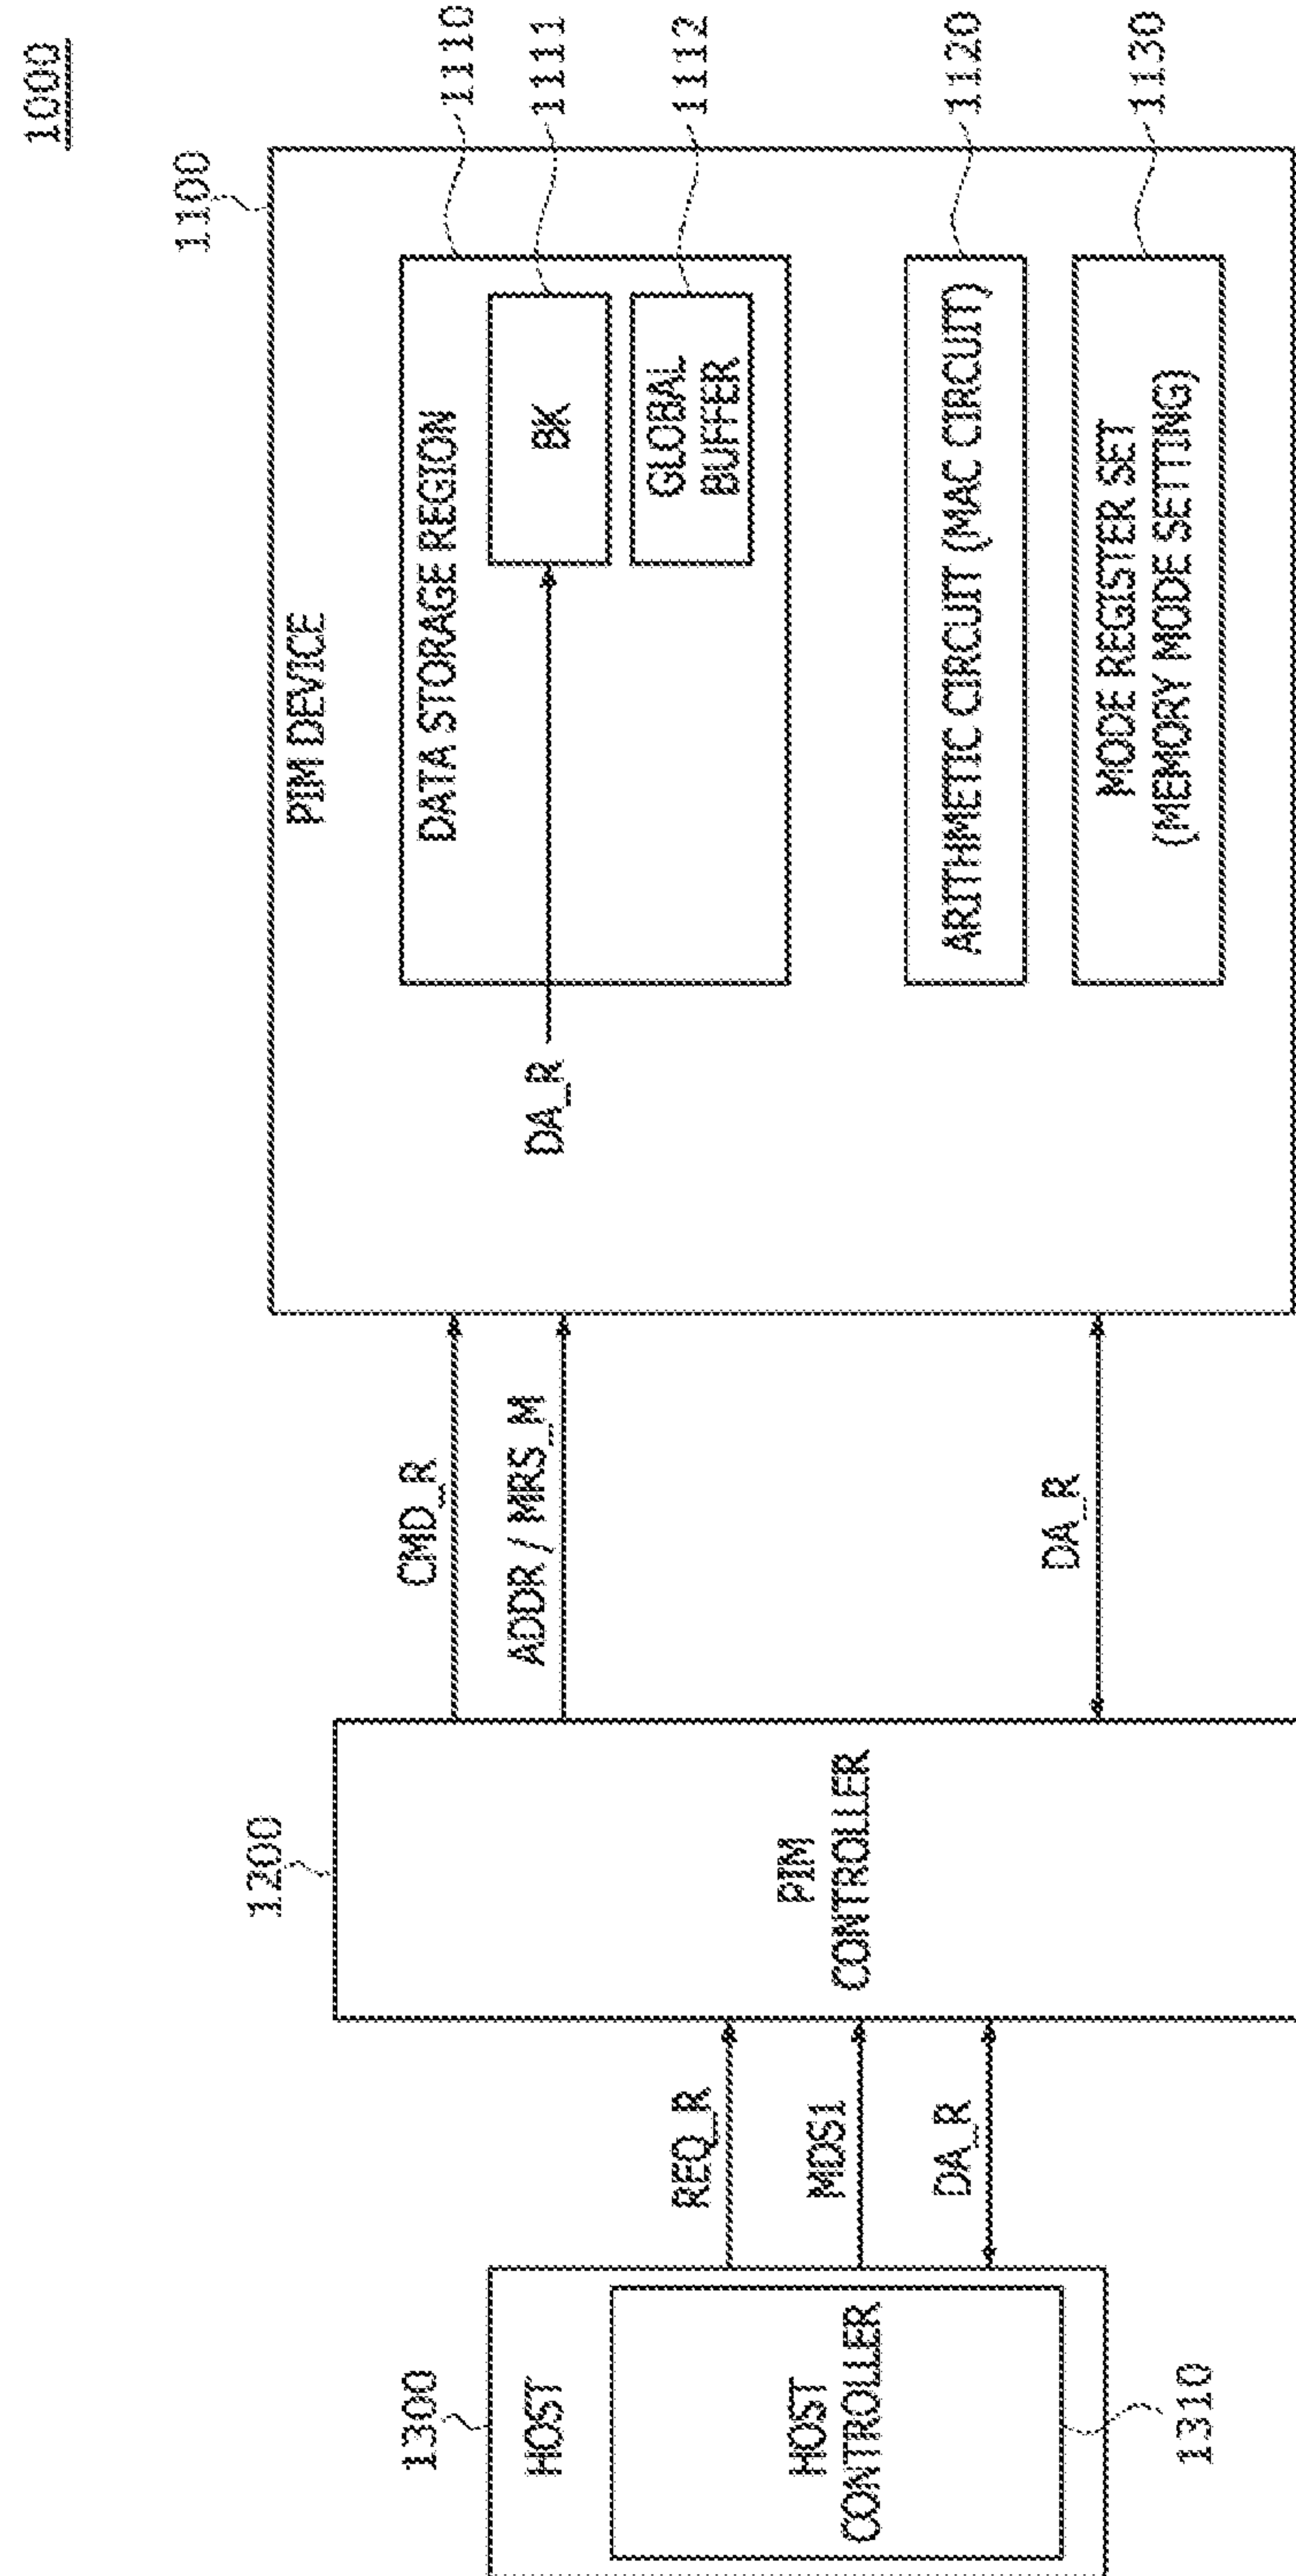 1000
1100
PIM DEVICE
1110
DATA STORAGE REGION
1111
BK
1112
GLOBAL
BUFFER
DA_R
1120
ARITHMETIC CIRCUIT (MAC CIRCUIT)
1130
MODE REGISTER SET
(MEMORY MODE SETTING)
CMD_R
ADDR / MRS_M
DA_R
1200
PIM
CONTROLLER
REQ_R
MDS1
DA_R
1300
HOST
HOST
CONTROLLER
1310